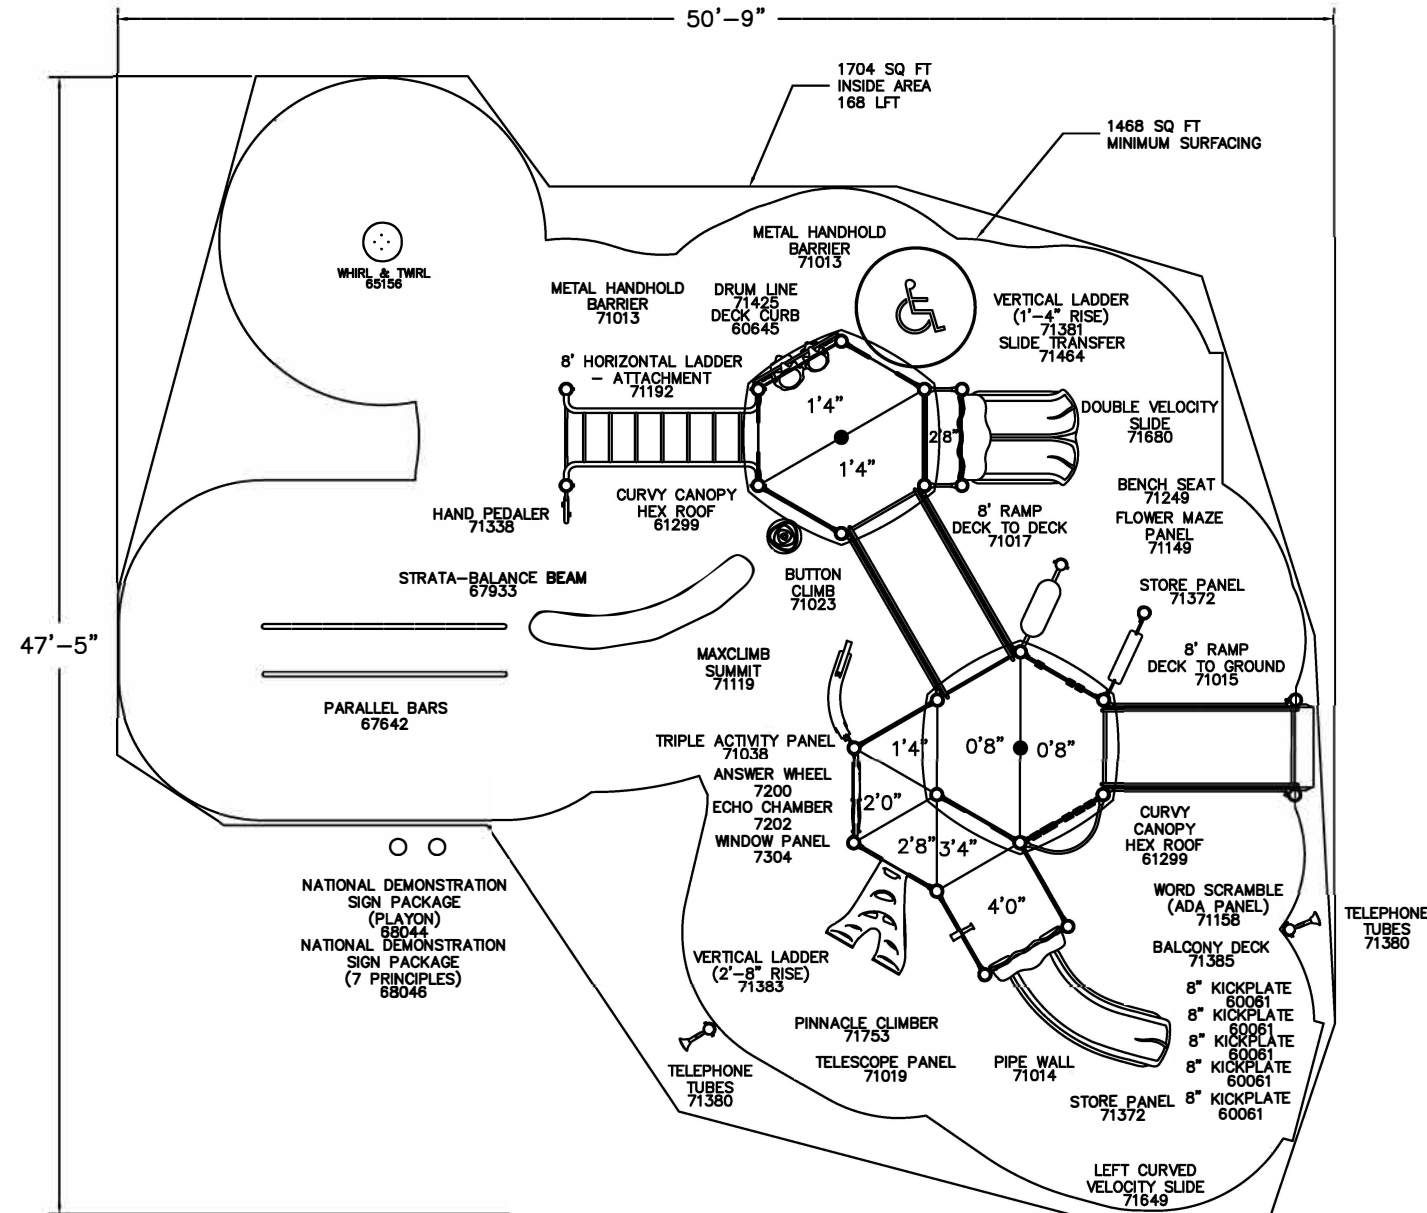 50'-9"
1704 SQ FT
INSIDE AREA
168 LFT
1468 SQ FT
MINIMUM SURFACING
METAL HANDHOLD
BARRIER
71013
WHIRL & TWIRL
65156
METAL HANDHOLD
BARRIER
71013
DRUM LINE
71425
DECK CURB
60645
VERTICAL LADDER
(1'-4" RISE)
71381
SLIDE TRANSFER
71464
8' HORIZONTAL LADDER
- ATTACHMENT
71192
1'4"
1'4"
2'8"
DOUBLE VELOCITY
SLIDE
71680
HAND PEDALER
71338
CURVY CANOPY
HEX ROOF
61299
8' RAMP
DECK TO DECK
71017
BENCH SEAT
71249
FLOWER MAZE
PANEL
71149
STRATA-BALANCE BEAM
67933
BUTTON
CLIMB
71023
STORE PANEL
71372
47'-5"
MAXCLIMB
SUMMIT
71119
8' RAMP
DECK TO GROUND
71015
PARALLEL BARS
67642
TRIPLE ACTIVITY PANEL
71038
ANSWER WHEEL
7200
ECHO CHAMBER
7202
WINDOW PANEL
7304
1'4"
0'8"
0'8"
2'0"
2'8"
3'4"
4'0"
CURVY
CANOPY
HEX ROOF
61299
NATIONAL DEMONSTRATION
SIGN PACKAGE
(PLAYON)
68044
NATIONAL DEMONSTRATION
SIGN PACKAGE
(7 PRINCIPLES)
68046
WORD SCRAMBLE
(ADA PANEL)
71158
TELEPHONE
TUBES
71380
BALCONY DECK
71385
VERTICAL LADDER
(2'-8" RISE)
71383
8" KICKPLATE
60061
8" KICKPLATE
60061
8" KICKPLATE
60061
8" KICKPLATE
60061
8" KICKPLATE
60061
PINNACLE CLIMBER
71753
TELESCOPE PANEL
71019
PIPE WALL
71014
TELEPHONE
TUBES
71380
STORE PANEL
71372
LEFT CURVED
VELOCITY SLIDE
71649